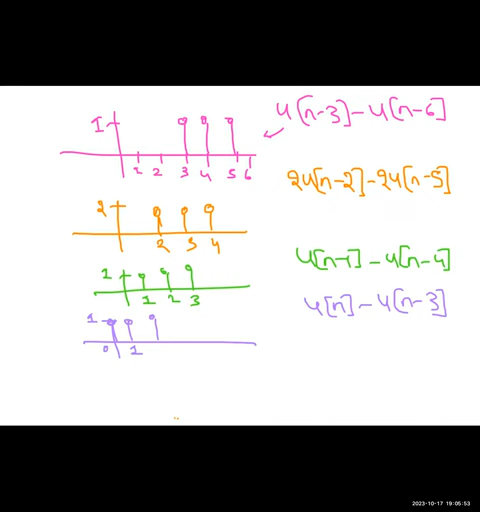 1 u[n-3]-u[n-6]
1 2 3 4 5 6
2 2u[n-2]-2u[n-5]
2 3 4
1 u[n-1]-u[n-4]
1 2 3
1 u[n]-u[n-3]
0 1
2023-10-17 19:05:53